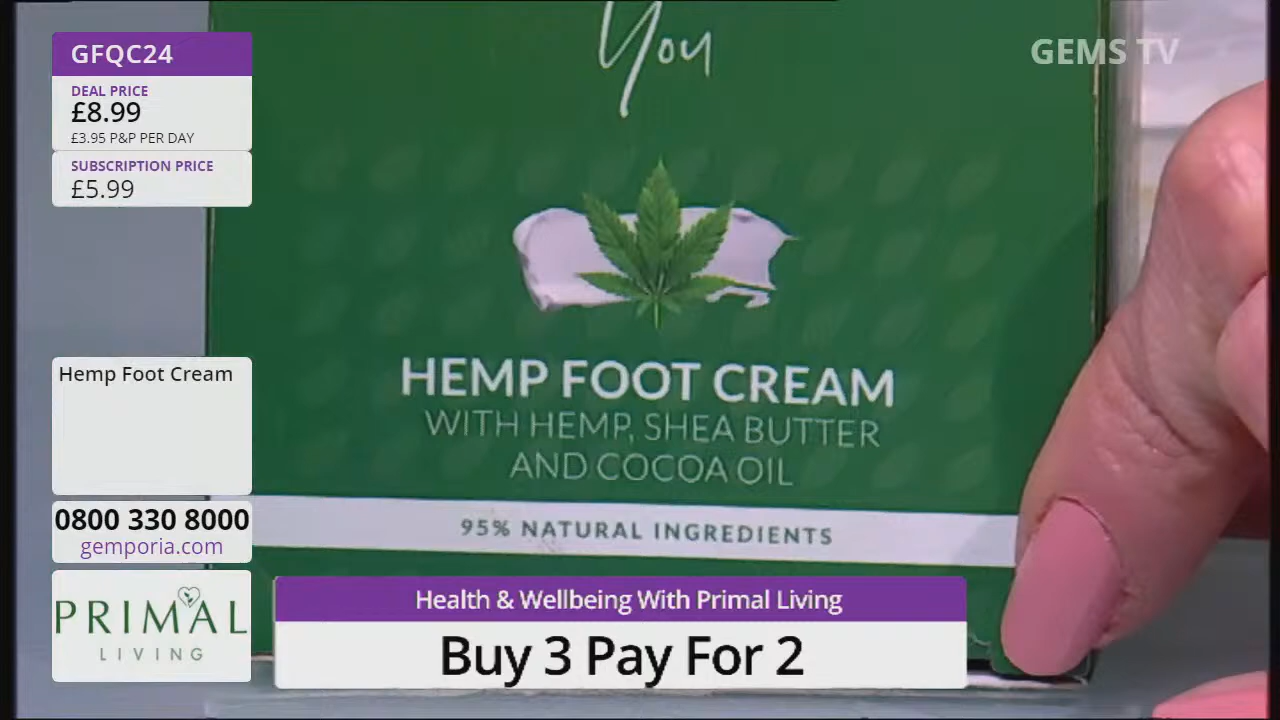 GFQC24
DEAL PRICE
£8.99
£3.95 P&P PER DAY
SUBSCRIPTION PRICE
£5.99
GEMS TV
You
HEMP FOOT CREAM
WITH HEMP, SHEA BUTTER
AND COCOA OIL
95% NATURAL INGREDIENTS
Hemp Foot Cream
0800 330 8000
gemporia.com
PRIMAL
LIVING
Health & Wellbeing With Primal Living
Buy 3 Pay For 2